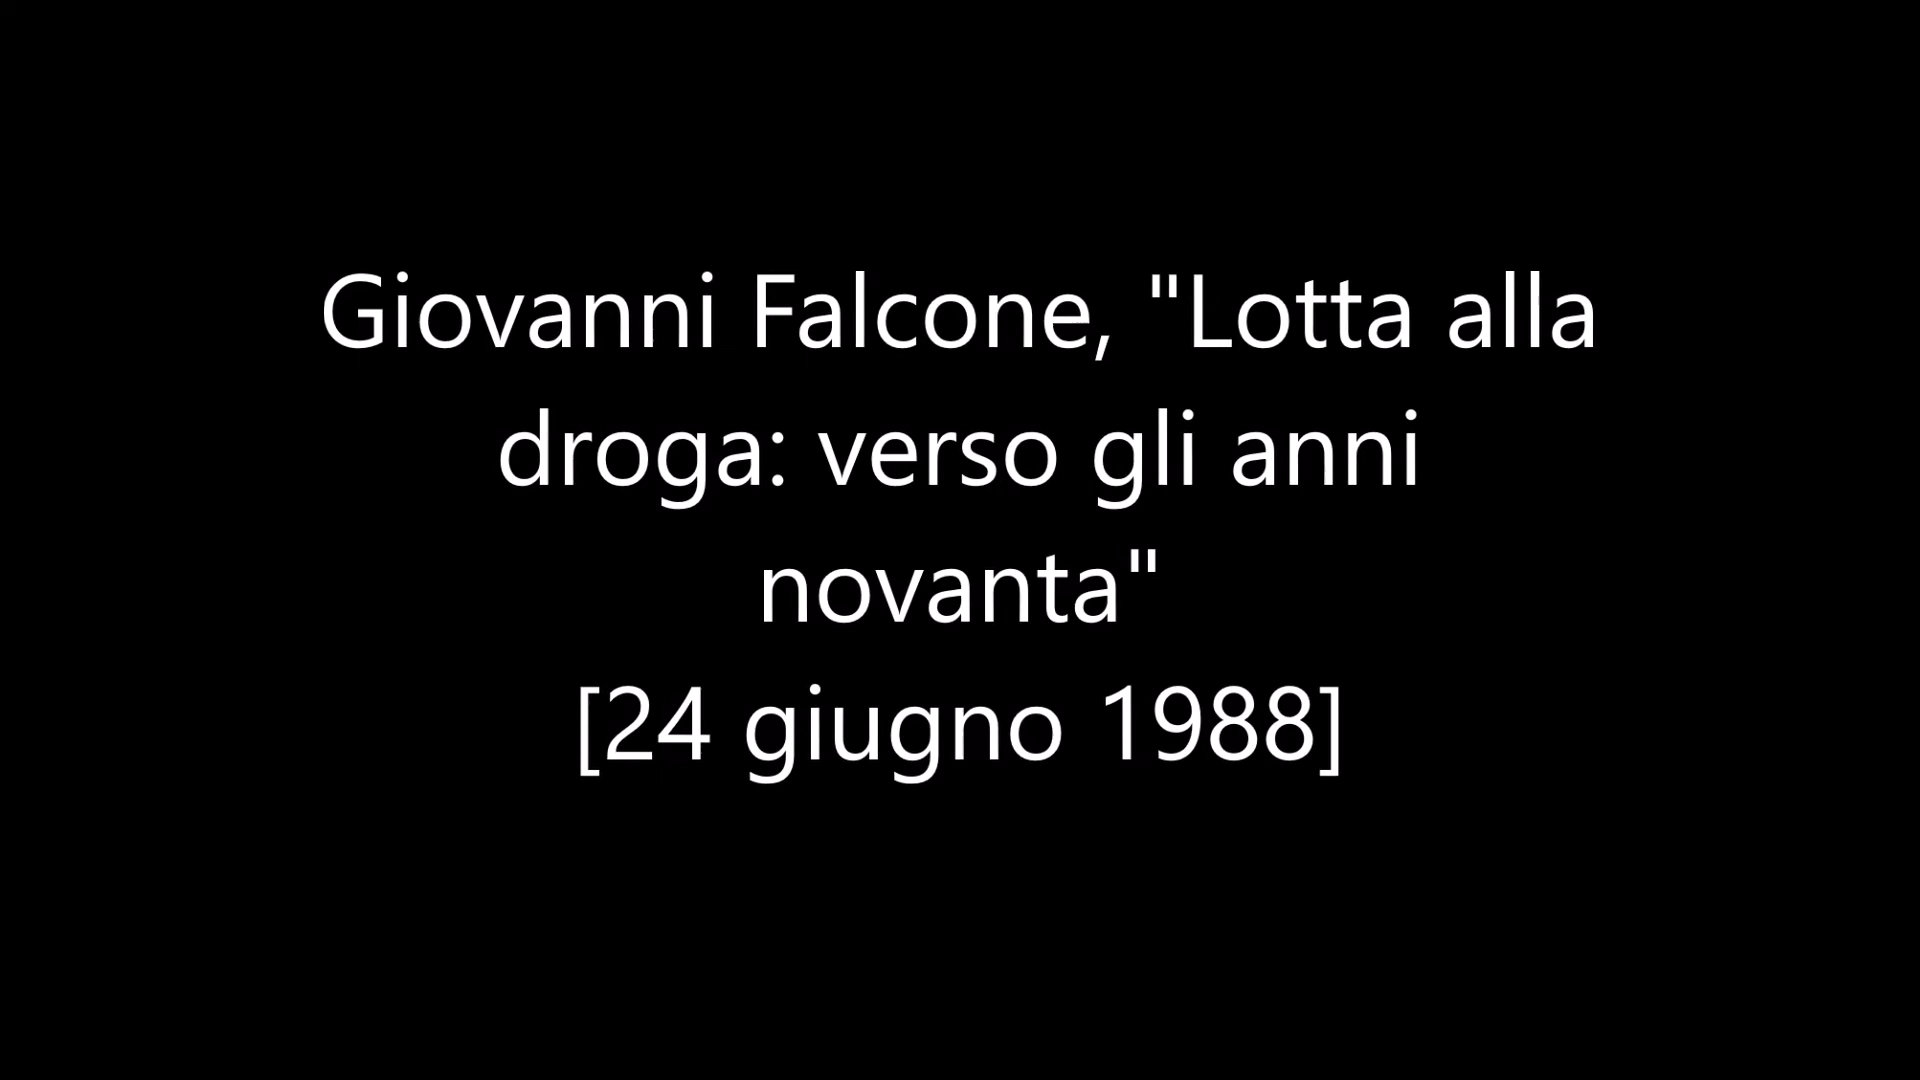 Giovanni Falcone, "Lotta alla
droga: verso gli anni
novanta"
[24 giugno 1988]